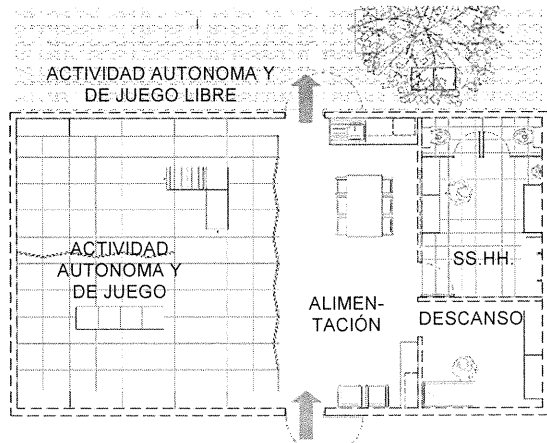 ACTIVIDAD AUTONOMA Y
DE JUEGO LIBRE
ACTIVIDAD
AUTONOMA Y
DE JUEGO
ALIMEN-
TACIÓN
SS.HH.
DESCANSO